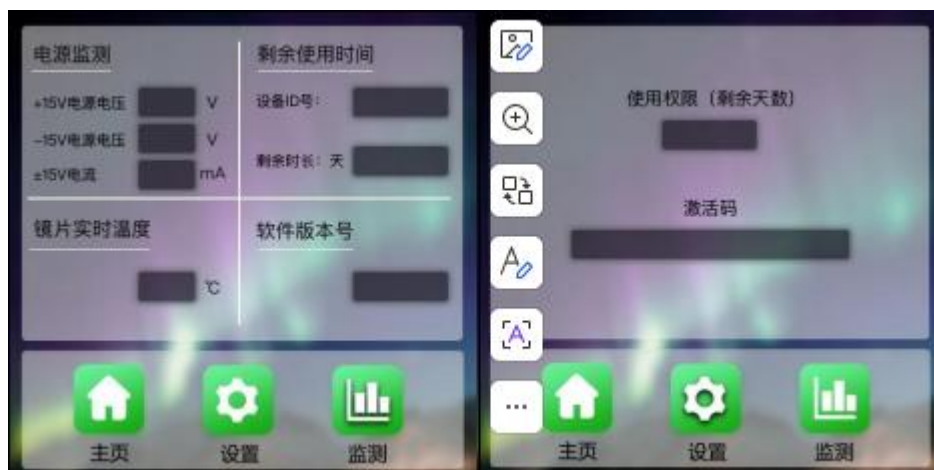 电源监测
+15V电源电压 V
-15V电源电压 V
±15V电流 mA
剩余使用时间
设备ID号：
剩余时长：天
镜片实时温度
℃
软件版本号
主页 设置 监测
使用权限（剩余天数）
激活码
主页 设置 监测